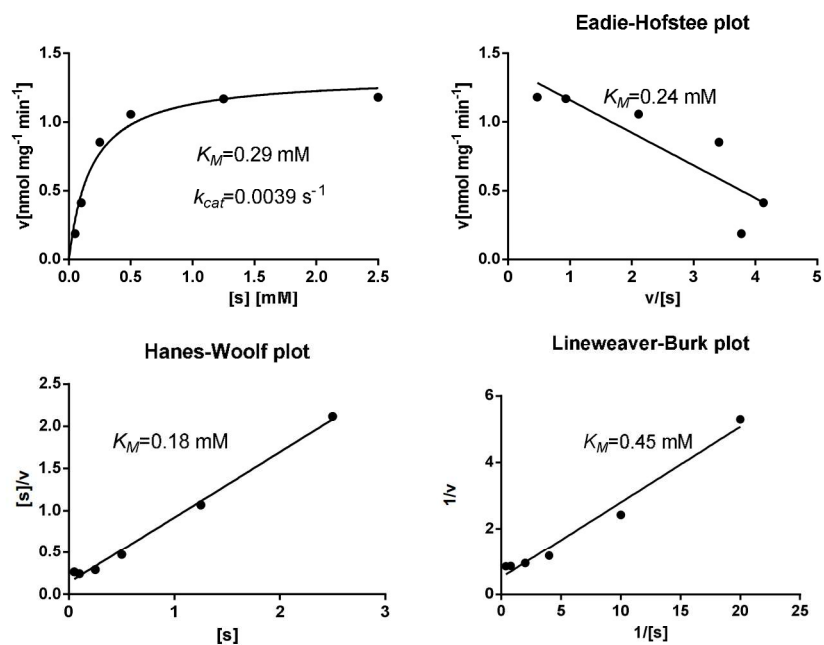 v[nmol mg-1 min-1]
1.5
1.0
0.5
0.0
KM=0.29 mM
kcat=0.0039 s-1
0.0 0.5 1.0 1.5 2.0 2.5
[s] [mM]
Eadie-Hofstee plot
v[nmol mg-1 min-1]
1.5
1.0
0.5
0.0
KM=0.24 mM
0 1 2 3 4 5
v/[s]
Hanes-Woolf plot
[s]/v
2.5
2.0
1.5
1.0
0.5
0.0
KM=0.18 mM
0 1 2 3
[s]
Lineweaver-Burk plot
1/v
6
4
2
0
KM=0.45 mM
0 5 10 15 20 25
1/[s]